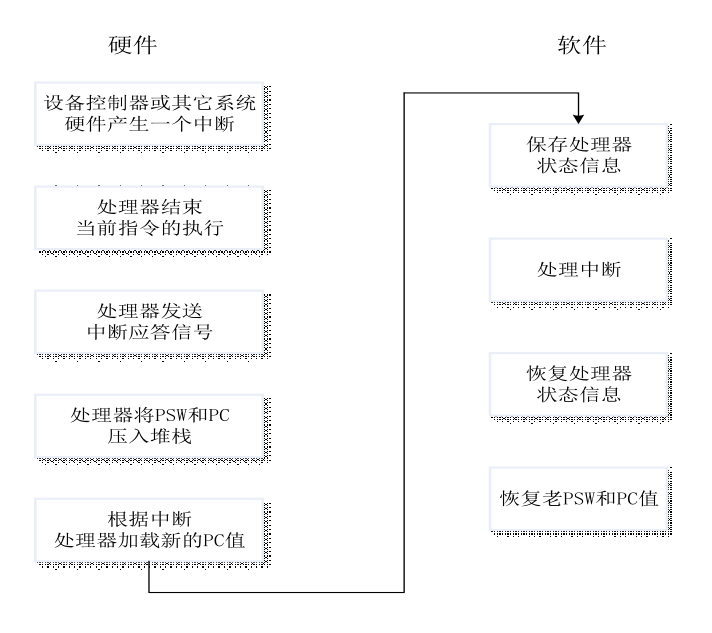 硬件
设备控制器或其它系统
硬件产生一个中断
处理器结束
当前指令的执行
处理器发送
中断应答信号
处理器将PSW和PC
压入堆栈
根据中断
处理器加载新的PC值
软件
保存处理器
状态信息
处理中断
恢复处理器
状态信息
恢复老PSW和PC值